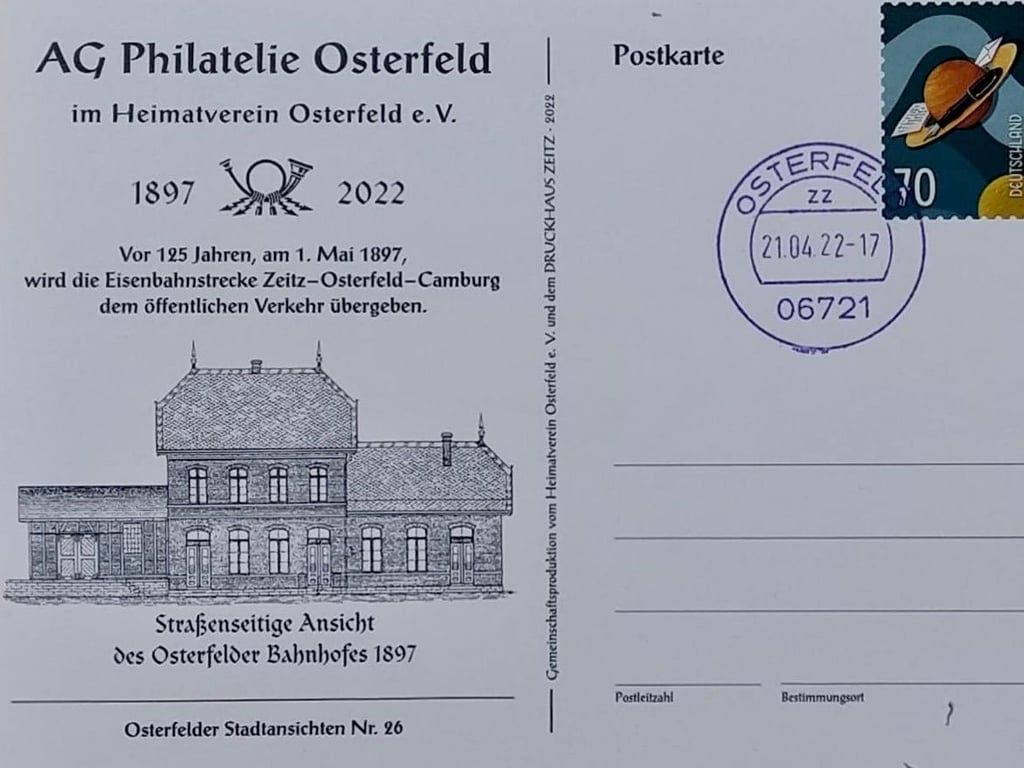 AG Philatelie Osterfeld
im Heimatverein Osterfeld e. V.
1897 2022
Vor 125 Jahren, am 1. Mai 1897,
wird die Eisenbahnstrecke Zeitz–Osterfeld–Camburg
dem öffentlichen Verkehr übergeben.
Straßenseitige Ansicht
des Osterfelder Bahnhofes 1897
Osterfelder Stadtansichten Nr. 26
Gemeinschaftsproduktion vom Heimatverein Osterfeld e. V. und dem DRUCKHAUS ZEITZ · 2022
Postkarte
DEUTSCHLAND
70
OSTERFEL
zz
21.04.22-17
06721
Postleitzahl
Bestimmungsort